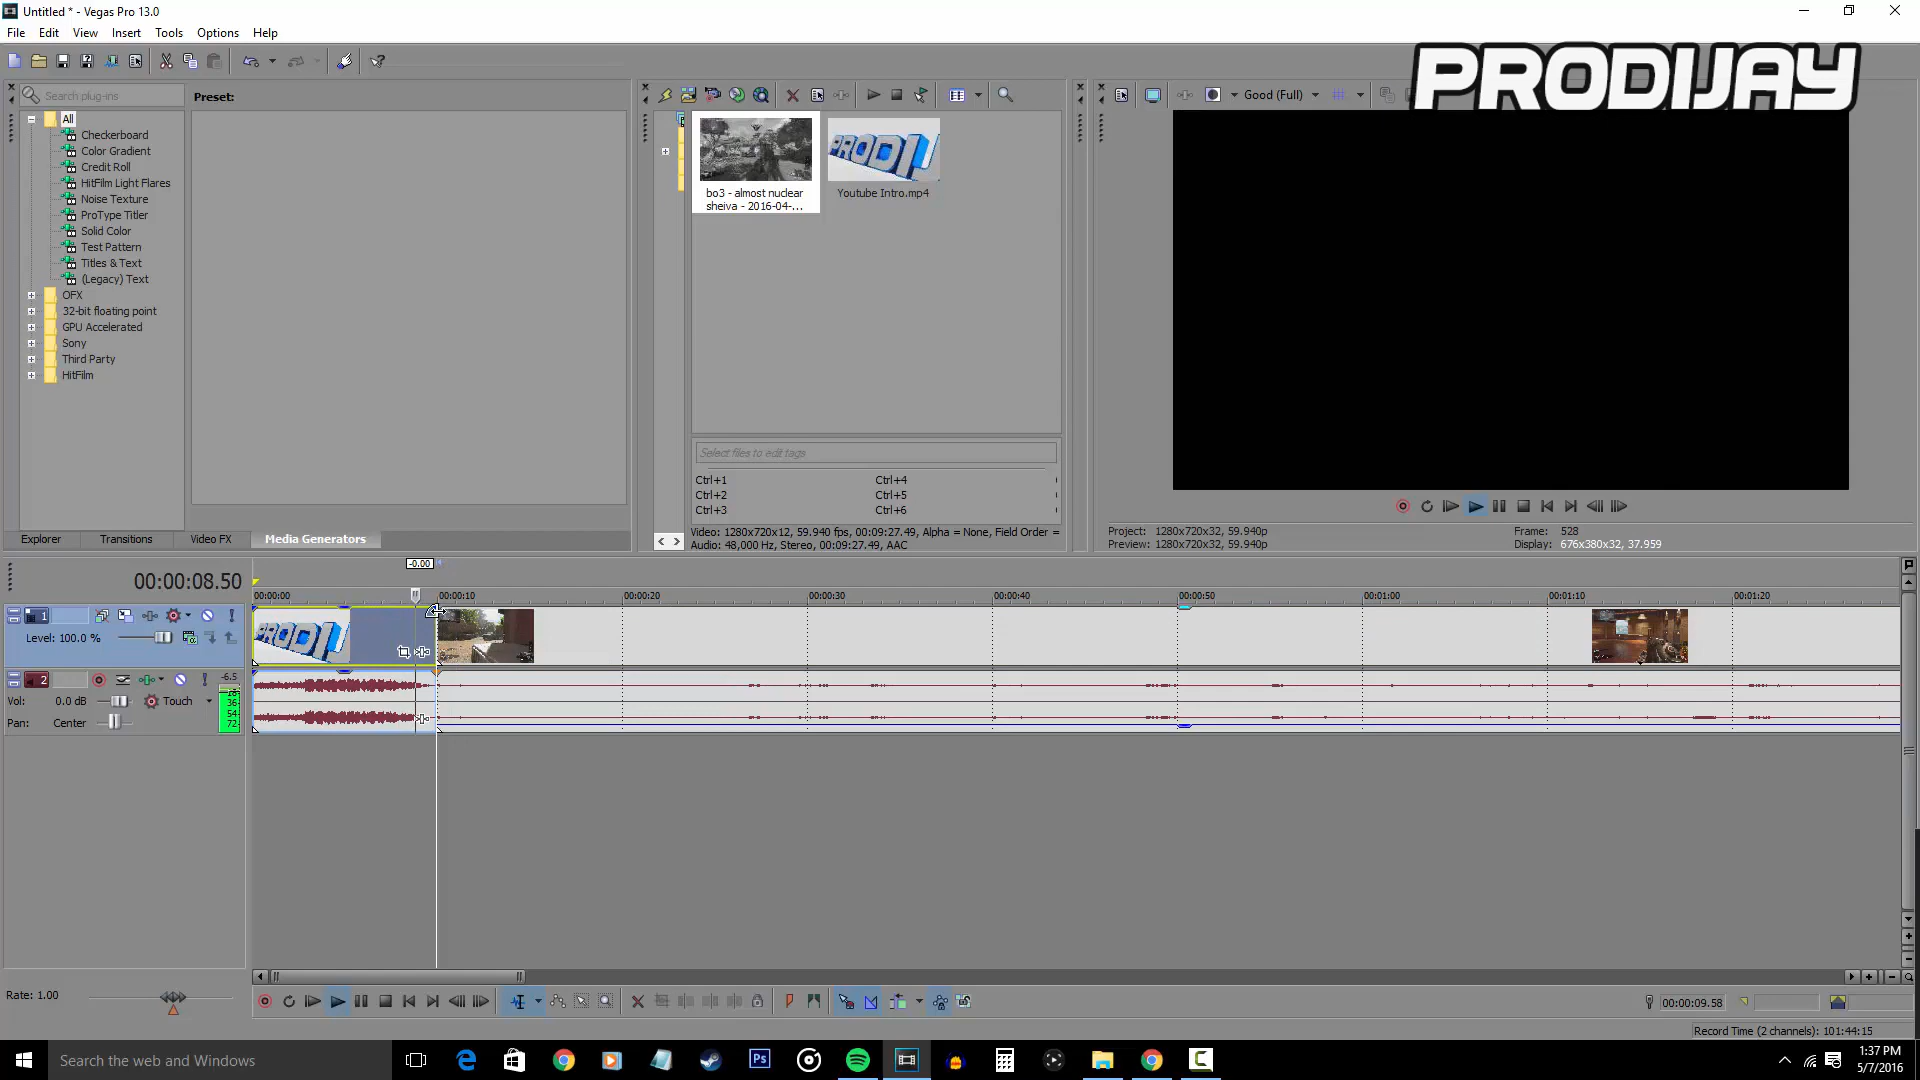 Untitled * - Vegas Pro 13.0
File Edit View Insert Tools Options Help
PRODIJAY
Search plug-ins
Preset:
Good (Full)
All
Checkerboard
Color Gradient
Credit Roll
HitFilm Light Flares
Noise Texture
ProType Titler
Solid Color
Test Pattern
Titles & Text
(Legacy) Text
OFX
32-bit floating point
GPU Accelerated
Sony
Third Party
HitFilm
bo3 - almost nuclear
sheiva - 2016-04-...
PRODI
Youtube Intro.mp4
Select files to edit tags
Ctrl+1 Ctrl+4
Ctrl+2 Ctrl+5
Ctrl+3 Ctrl+6
Video: 1280x720x12, 59.940 fps, 00:09:27.49, Alpha = None, Field Order =
Audio: 48,000 Hz, Stereo, 00:09:27.49, AAC
Project: 1280x720x32, 59.940p
Preview: 1280x720x32, 59.940p
Frame: 528
Display: 676x380x32, 37.959
Explorer Transitions Video FX Media Generators
00:00:08.50
-0.00
00:00:00 00:00:10 00:00:20 00:00:30 00:00:40 00:00:50 00:01:00 00:01:10 00:01:20
1
Level: 100.0 %
PRODI
2
-6.5
18
36
54
72
Vol: 0.0 dB Touch
Pan: Center
Rate: 1.00
00:00:09.58
Record Time (2 channels): 101:44:15
Search the web and Windows
Ps
C
1:37 PM
5/7/2016